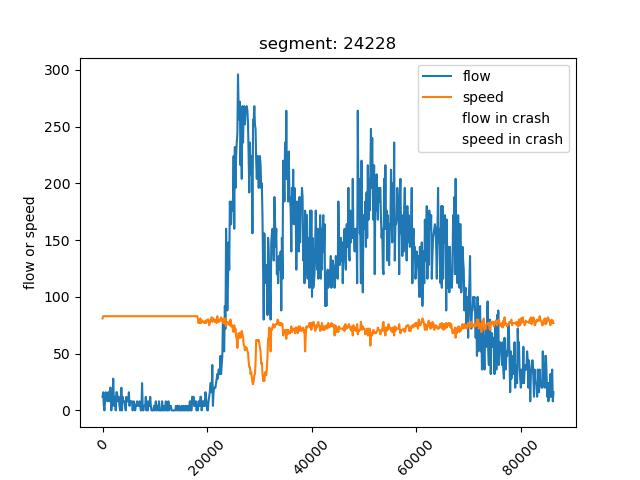 segment: 24228
flow
speed
flow in crash
speed in crash
flow or speed
300
250
200
150
100
50
0
0
20000
40000
60000
80000